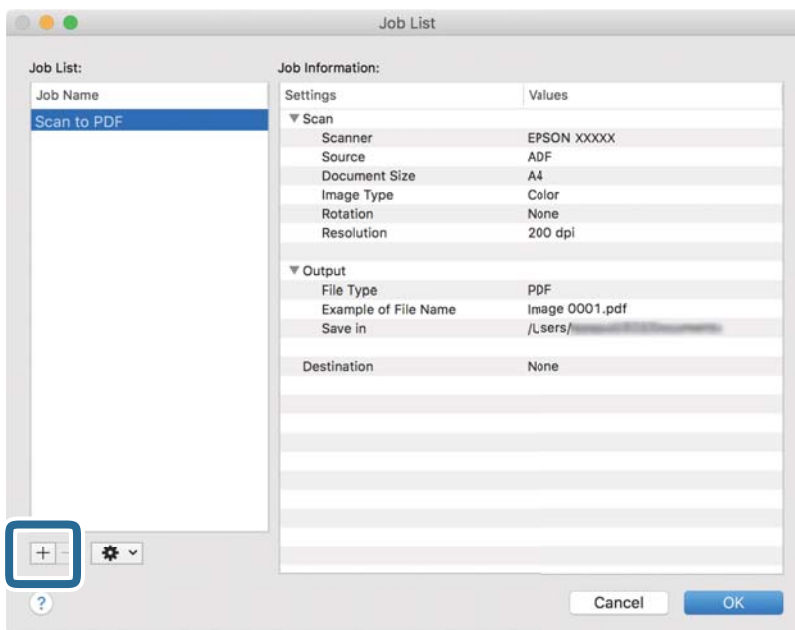 Job List
Job List:
Job Name
Scan to PDF
Job Information:
Settings Values
Scan
Scanner EPSON XXXXX
Source ADF
Document Size A4
Image Type Color
Rotation None
Resolution 200 dpi
Output
File Type PDF
Example of File Name Image 0001.pdf
Save in /Users/
Destination None
+ −
?
Cancel OK